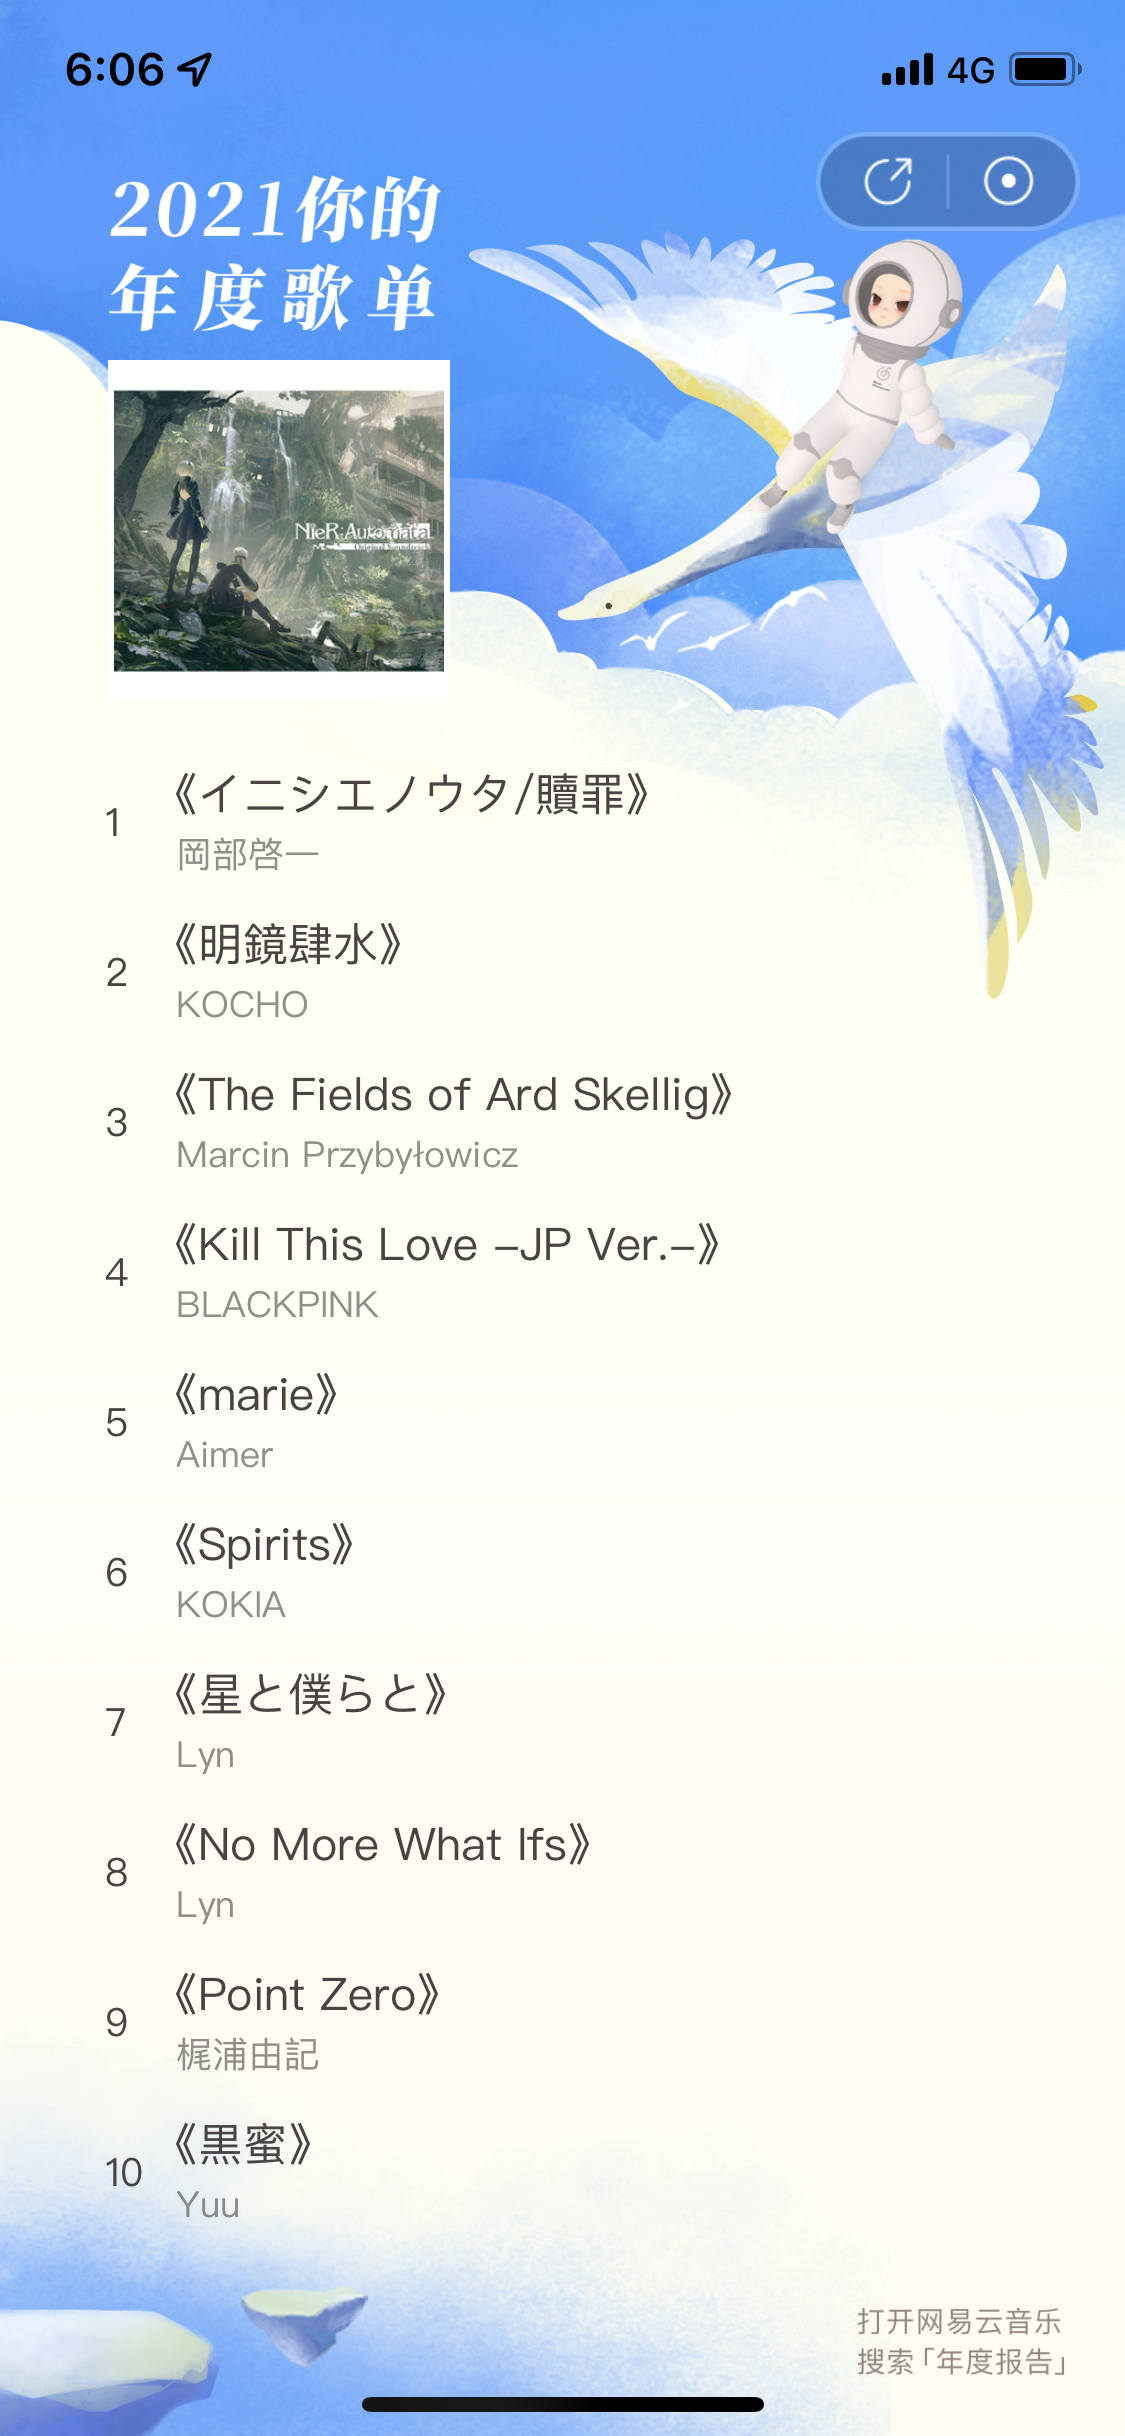 6:06
4G
2021你的
年度歌单
NieR:Automata
Original Soundtrack
1
《イニシエノウタ/贖罪》
岡部啓一
2
《明鏡肆水》
KOCHO
3
《The Fields of Ard Skellig》
Marcin Przybyłowicz
4
《Kill This Love –JP Ver.–》
BLACKPINK
5
《marie》
Aimer
6
《Spirits》
KOKIA
7
《星と僕らと》
Lyn
8
《No More What Ifs》
Lyn
9
《Point Zero》
梶浦由記
10
《黒蜜》
Yuu
打开网易云音乐
搜索「年度报告」